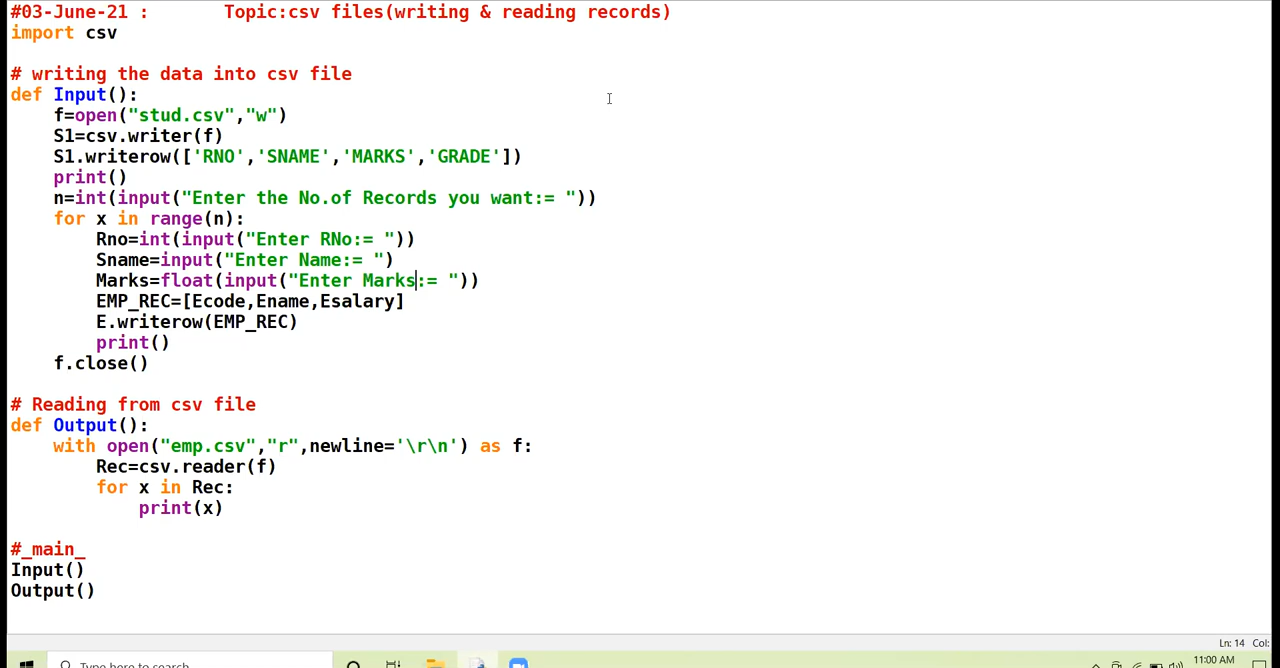 #03-June-21 :       Topic:csv files(writing & reading records)
import csv

# writing the data into csv file
def Input():
    f=open("stud.csv","w")
    S1=csv.writer(f)
    S1.writerow(['RNO','SNAME','MARKS','GRADE'])
    print()
    n=int(input("Enter the No.of Records you want:= "))
    for x in range(n):
        Rno=int(input("Enter RNo:= "))
        Sname=input("Enter Name:= ")
        Marks=float(input("Enter Marks:= "))
        EMP_REC=[Ecode,Ename,Esalary]
        E.writerow(EMP_REC)
        print()
    f.close()

# Reading from csv file
def Output():
    with open("emp.csv","r",newline='\r\n') as f:
        Rec=csv.reader(f)
        for x in Rec:
            print(x)

#_main_
Input()
Output()
Ln: 14 Col:
Type here to search
11:00 AM